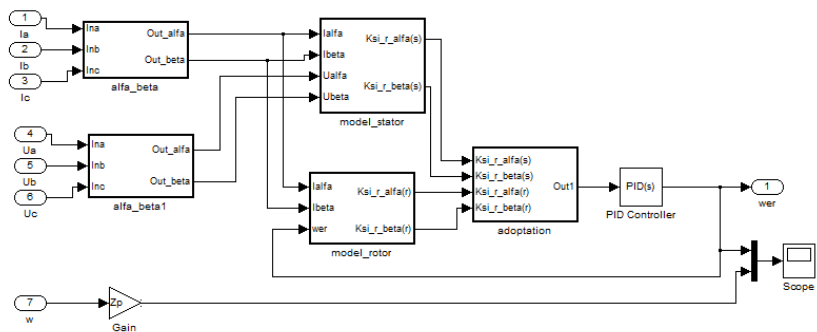 1
Ia
2
Ib
3
Ic
Ina
Inb
Inc
Out_alfa
Out_beta
alfa_beta
4
Ua
5
Ub
6
Uc
Ina
Inb
Inc
Out_alfa
Out_beta
alfa_beta1
Ialfa
Ibeta
Ualfa
Ubeta
Ksi_r_alfa(s)
Ksi_r_beta(s)
model_stator
Ialfa
Ibeta
wer
Ksi_r_alfa(r)
Ksi_r_beta(r)
model_rotor
Ksi_r_alfa(s)
Ksi_r_beta(s)
Ksi_r_alfa(r)
Ksi_r_beta(r)
Out1
adoptation
PID(s)
PID Controller
1
wer
Scope
7
w
Zp
Gain